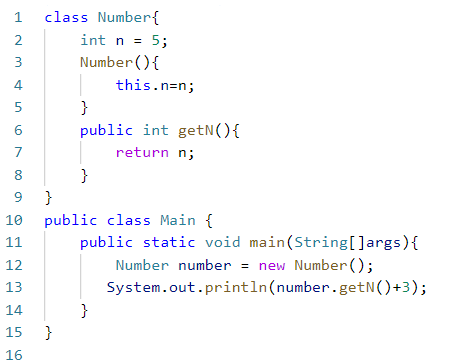 1 class Number{
2     int n = 5;
3     Number(){
4         this.n=n;
5     }
6     public int getN(){
7         return n;
8     }
9 }
10 public class Main {
11     public static void main(String[]args){
12         Number number = new Number();
13        System.out.println(number.getN()+3);
14     }
15 }
16